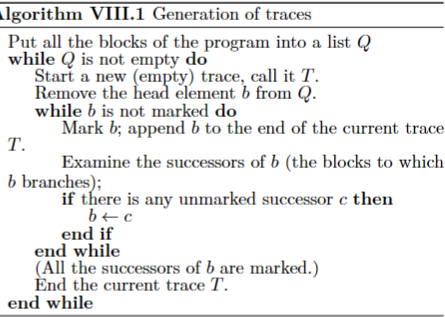 Algorithm VIII.1 Generation of traces
Put all the blocks of the program into a list Q
while Q is not empty do
Start a new (empty) trace, call it T.
Remove the head element b from Q.
while b is not marked do
Mark b; append b to the end of the current trace
T.
Examine the successors of b (the blocks to which
b branches);
if there is any unmarked successor c then
b ← c
end if
end while
(All the successors of b are marked.)
End the current trace T.
end while